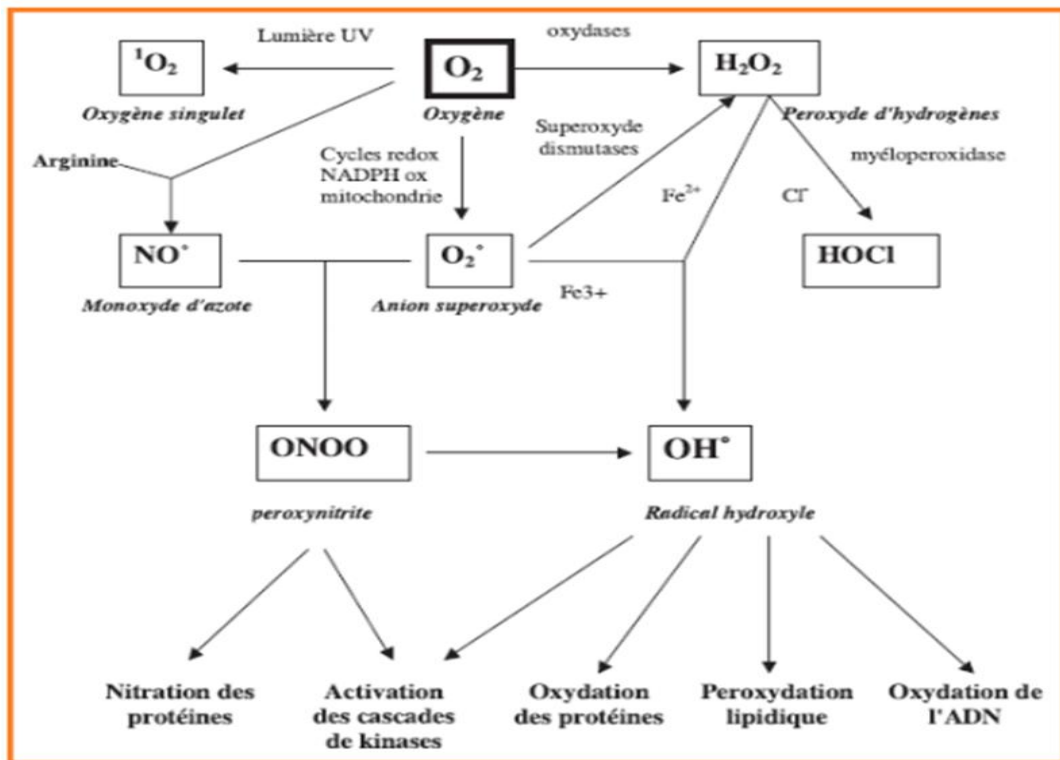 Lumière UV
oxydases
¹O₂
O₂
H₂O₂
Oxygène singulet
Oxygène
Peroxyde d'hydrogènes
Arginine
Cycles redox
NADPH ox
mitochondrie
Superoxyde
dismutases
myéloperoxidase
Fe²⁺
Cl⁻
NO°
O₂°
HOCl
Monoxyde d'azote
Anion superoxyde
Fe3+
ONOO
OH°
peroxynitrite
Radical hydroxyle
Nitration des
protéines
Activation
des cascades
de kinases
Oxydation
des protéines
Peroxydation
lipidique
Oxydation de
l'ADN